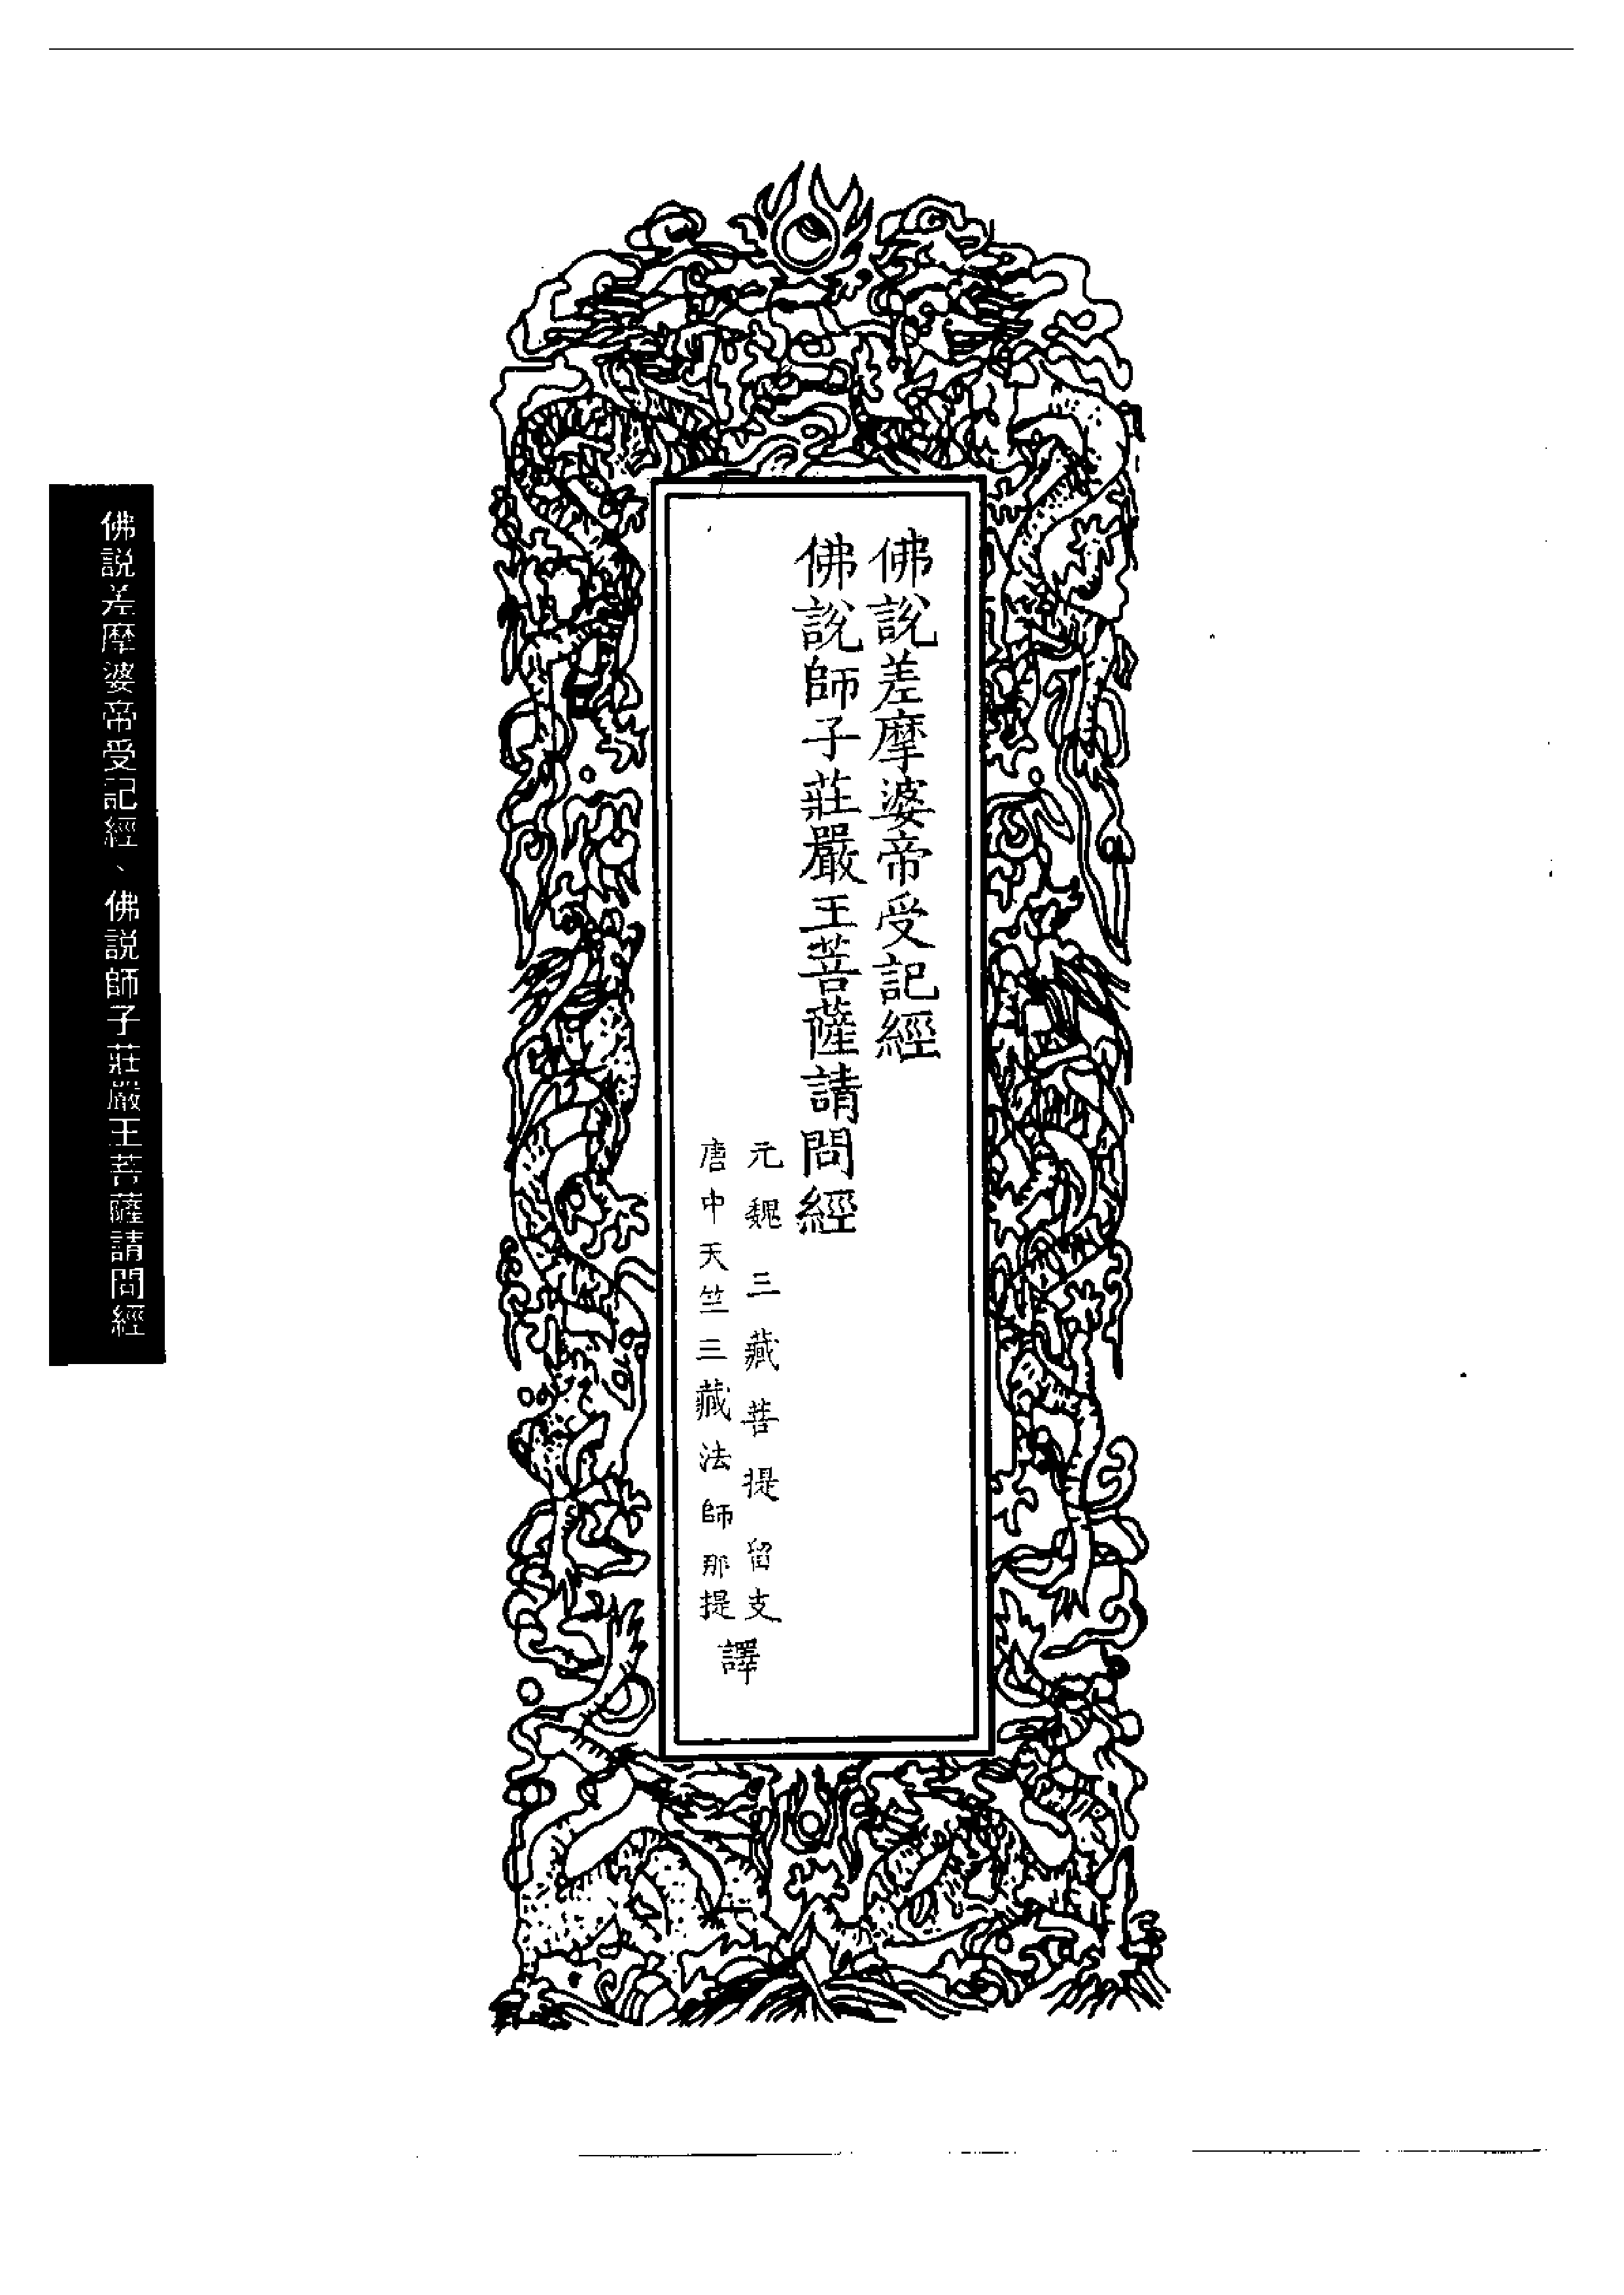 佛說差摩婆帝受記經
佛說師子莊嚴王菩薩請問經
元魏三藏菩提留支
唐中天竺三藏法師那提
譯
佛説差摩婆帝受記經、佛説師子莊嚴王菩薩請問經